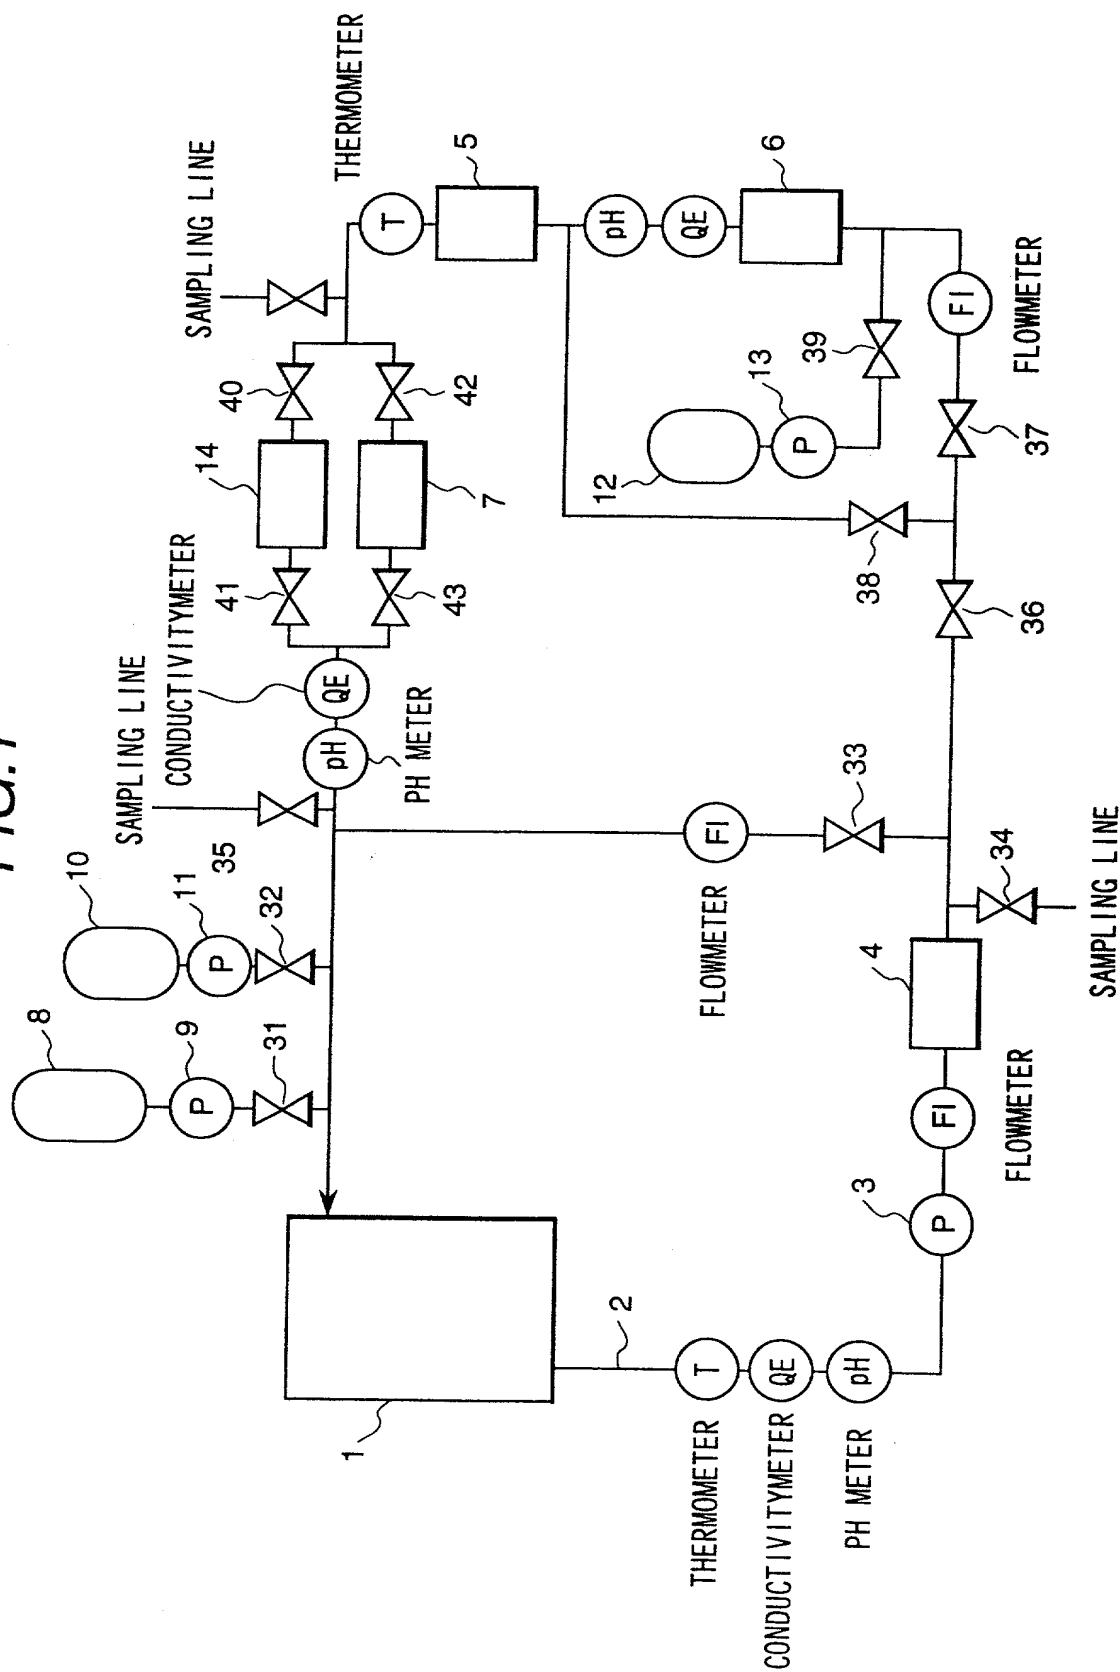 FIG. 1
SAMPLING LINE
CONDUCTIVITYMETER
SAMPLING LINE
THERMOMETER
8
10
9
P
11
P
31
32
35
pH
QE
PH METER
41
14
40
43
7
42
T
5
1
2
T
QE
pH
THERMOMETER
CONDUCTIVITYMETER
PH METER
3
P
FI
FLOWMETER
4
34
SAMPLING LINE
FLOWMETER
FI
33
36
38
12
13
P
39
37
FI
FLOWMETER
pH
QE
6